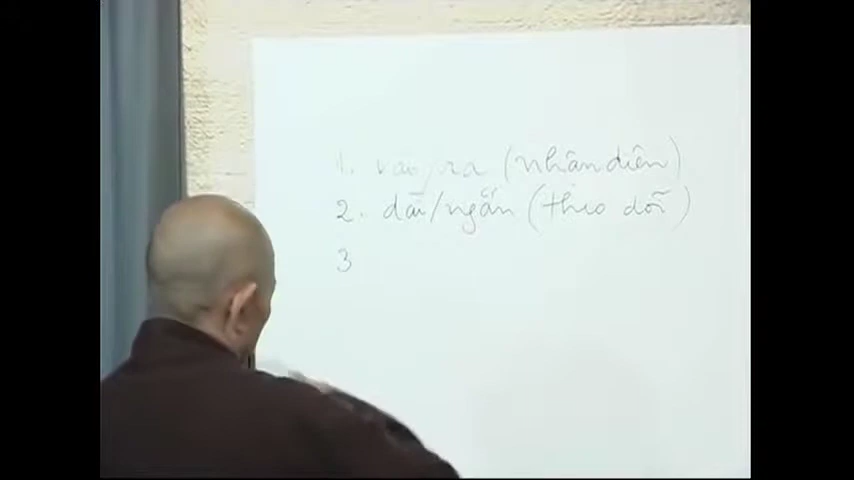 1. vào/ra (nhận diện)
2. dài/ngắn (theo dõi)
3